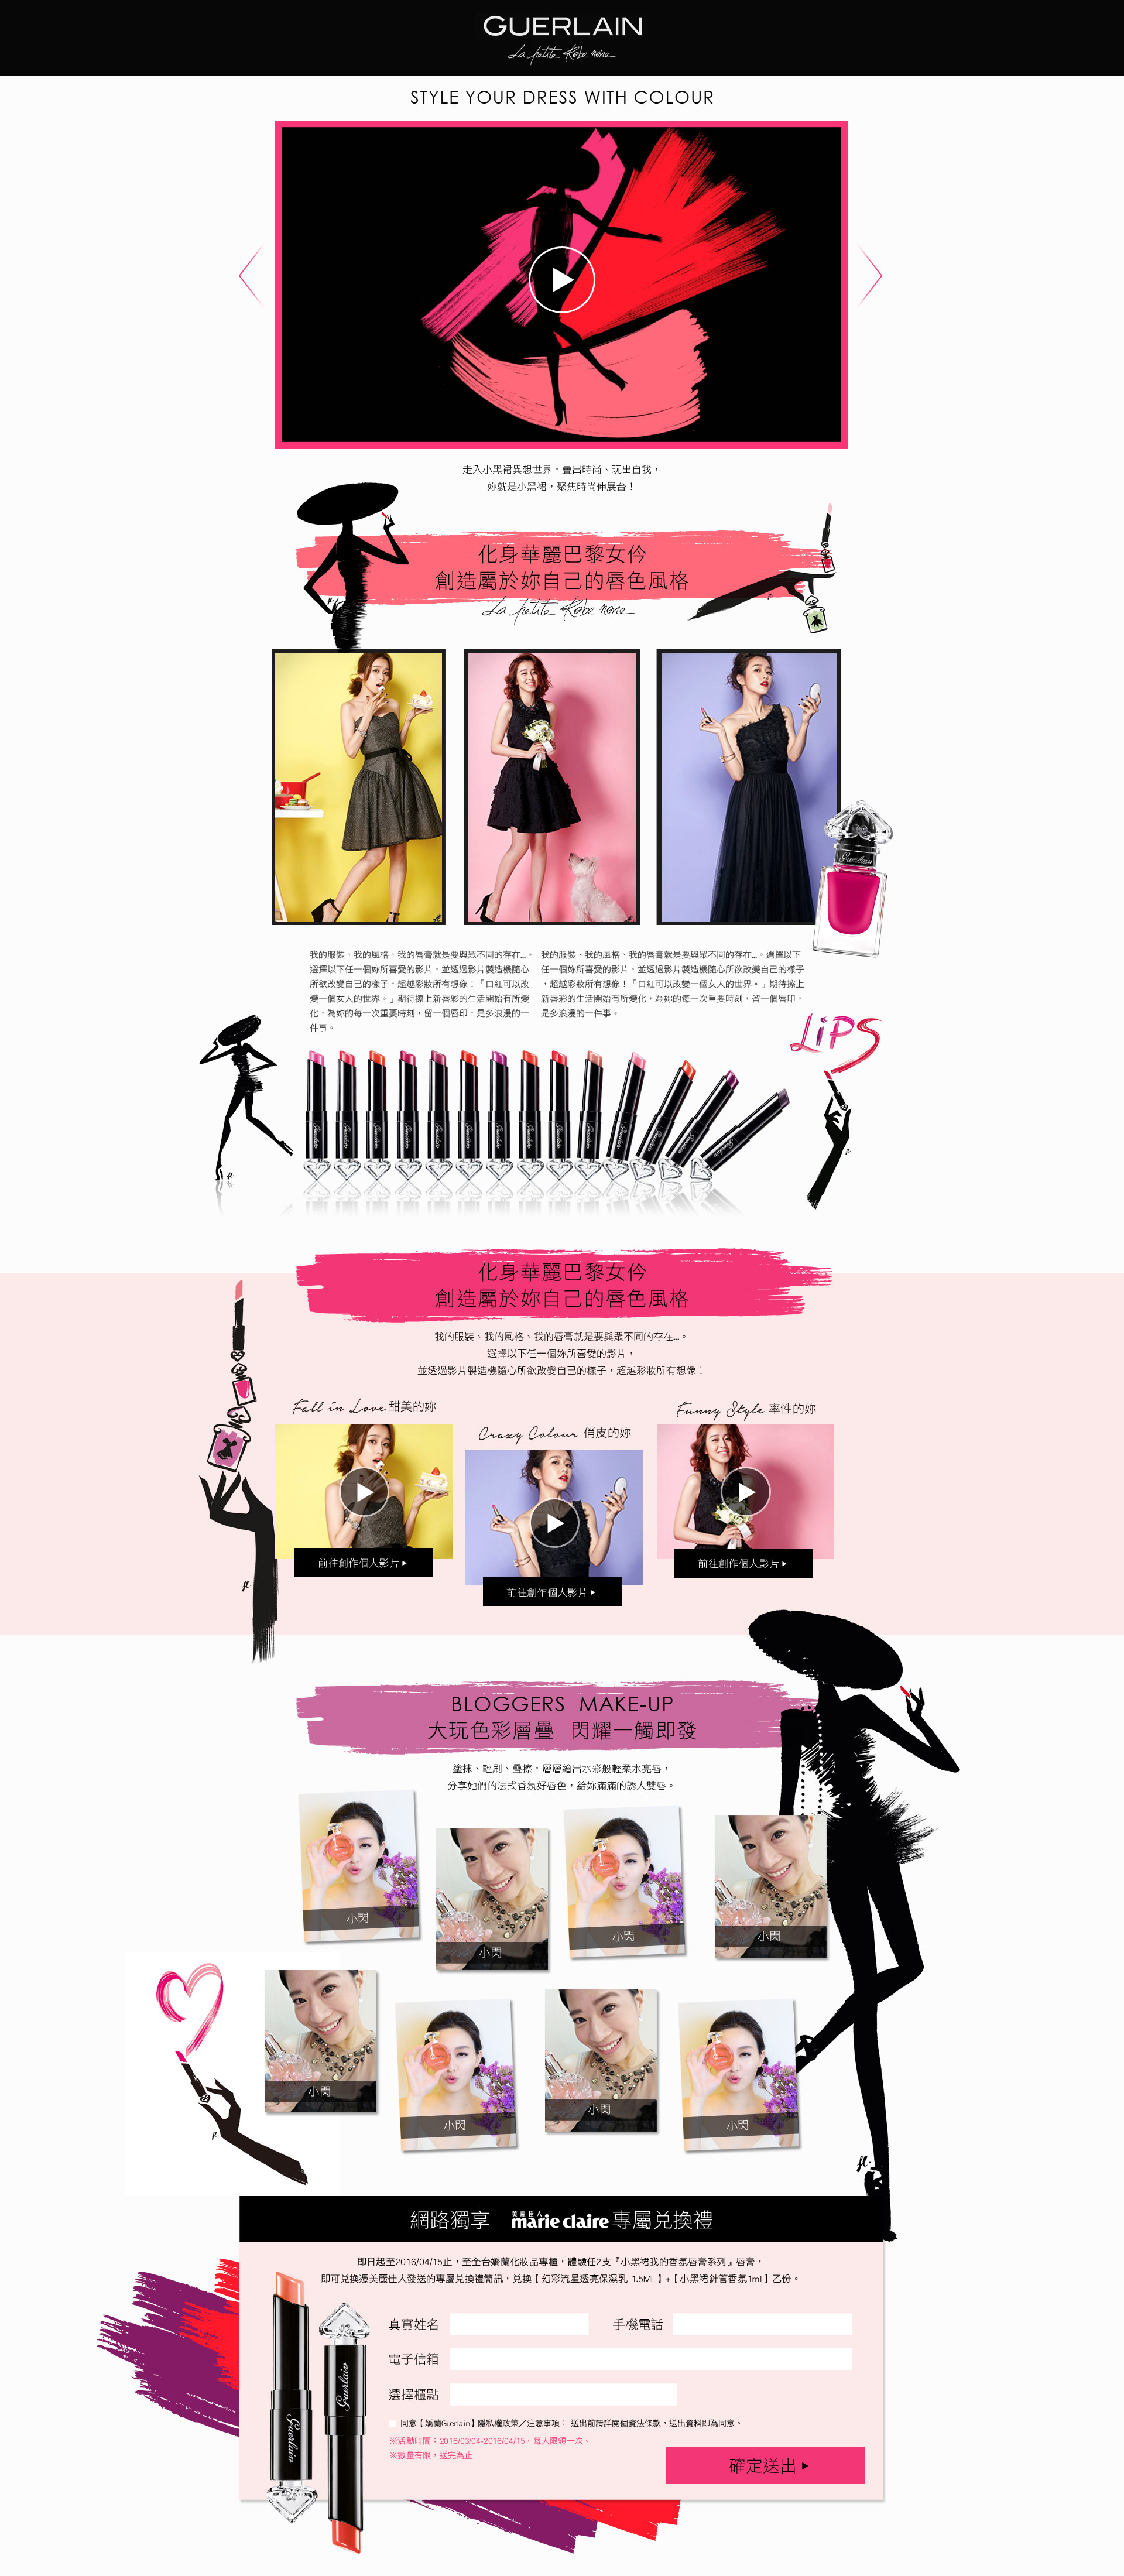 GUERLAIN
La petite Robe noire
STYLE YOUR DRESS WITH COLOUR
走入小黑裙異想世界，疊出時尚、玩出自我，
妳就是小黑裙，聚焦時尚伸展台！
化身華麗巴黎女伶
創造屬於妳自己的唇色風格
La petite Robe noire
我的服裝、我的風格、我的唇膏就是要與眾不同的存在...。
選擇以下任一個妳所喜愛的影片，並透過影片製造機隨心
所欲改變自己的樣子，超越彩妝所有想像！「口紅可以改
變一個女人的世界。」期待擦上新唇彩的生活開始有所變
化，為妳的每一次重要時刻，留一個唇印，是多浪漫的一
件事。
我的服裝、我的風格、我的唇膏就是要與眾不同的存在...。選擇以下
任一個妳所喜愛的影片，並透過影片製造機隨心所欲改變自己的樣子
，超越彩妝所有想像！「口紅可以改變一個女人的世界。」期待擦上
新唇彩的生活開始有所變化，為妳的每一次重要時刻，留一個唇印，
是多浪漫的一件事。
Guerlain
LiPS
化身華麗巴黎女伶
創造屬於妳自己的唇色風格
我的服裝、我的風格、我的唇膏就是要與眾不同的存在...。
選擇以下任一個妳所喜愛的影片，
並透過影片製造機隨心所欲改變自己的樣子，超越彩妝所有想像！
Fall in Love 甜美的妳
Crazy Colour 俏皮的妳
Funny Style 率性的妳
前往創作個人影片▶
前往創作個人影片▶
前往創作個人影片▶
BLOGGERS MAKE-UP
大玩色彩層疊 閃耀一觸即發
塗抹、輕刷、疊擦，層層繪出水彩般輕柔水亮唇，
分享她們的法式香氛好唇色，給妳滿滿的誘人雙唇。
小閃
小閃
小閃
小閃
小閃
小閃
小閃
小閃
網路獨享 美麗佳人 marie claire 專屬兌換禮
即日起至2016/04/15止，至全台嬌蘭化妝品專櫃，體驗任2支『小黑裙我的香氛唇膏系列』唇膏，
即可兌換憑美麗佳人發送的專屬兌換禮簡訊，兌換【幻彩流星透亮保濕乳 1.5ML】+【小黑裙針管香氛1ml】乙份。
真實姓名
手機電話
電子信箱
選擇櫃點
同意【嬌蘭Guerlain】隱私權政策／注意事項： 送出前請詳閱個資法條款，送出資料即為同意。
※活動時間：2016/03/04-2016/04/15，每人限領一次。
※數量有限，送完為止
確定送出▶
Guerlain
Guerlain